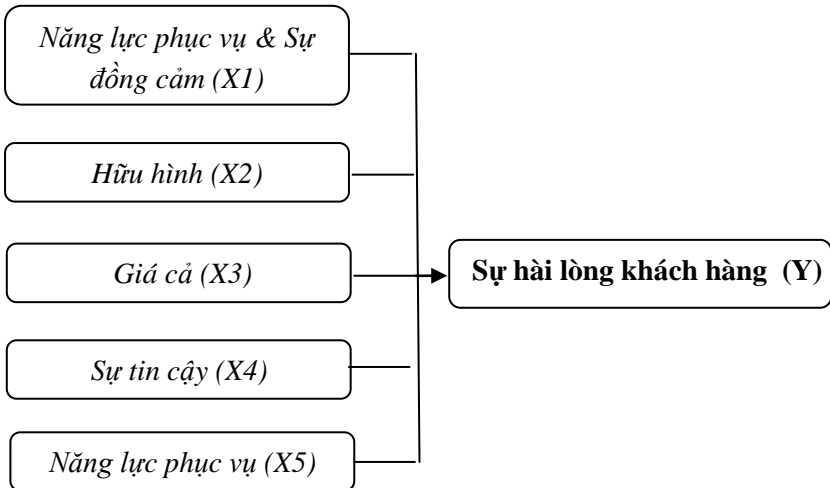 Năng lực phục vụ & Sự
đồng cảm (X1)
Hữu hình (X2)
Giá cả (X3)
Sự hài lòng khách hàng (Y)
Sự tin cậy (X4)
Năng lực phục vụ (X5)